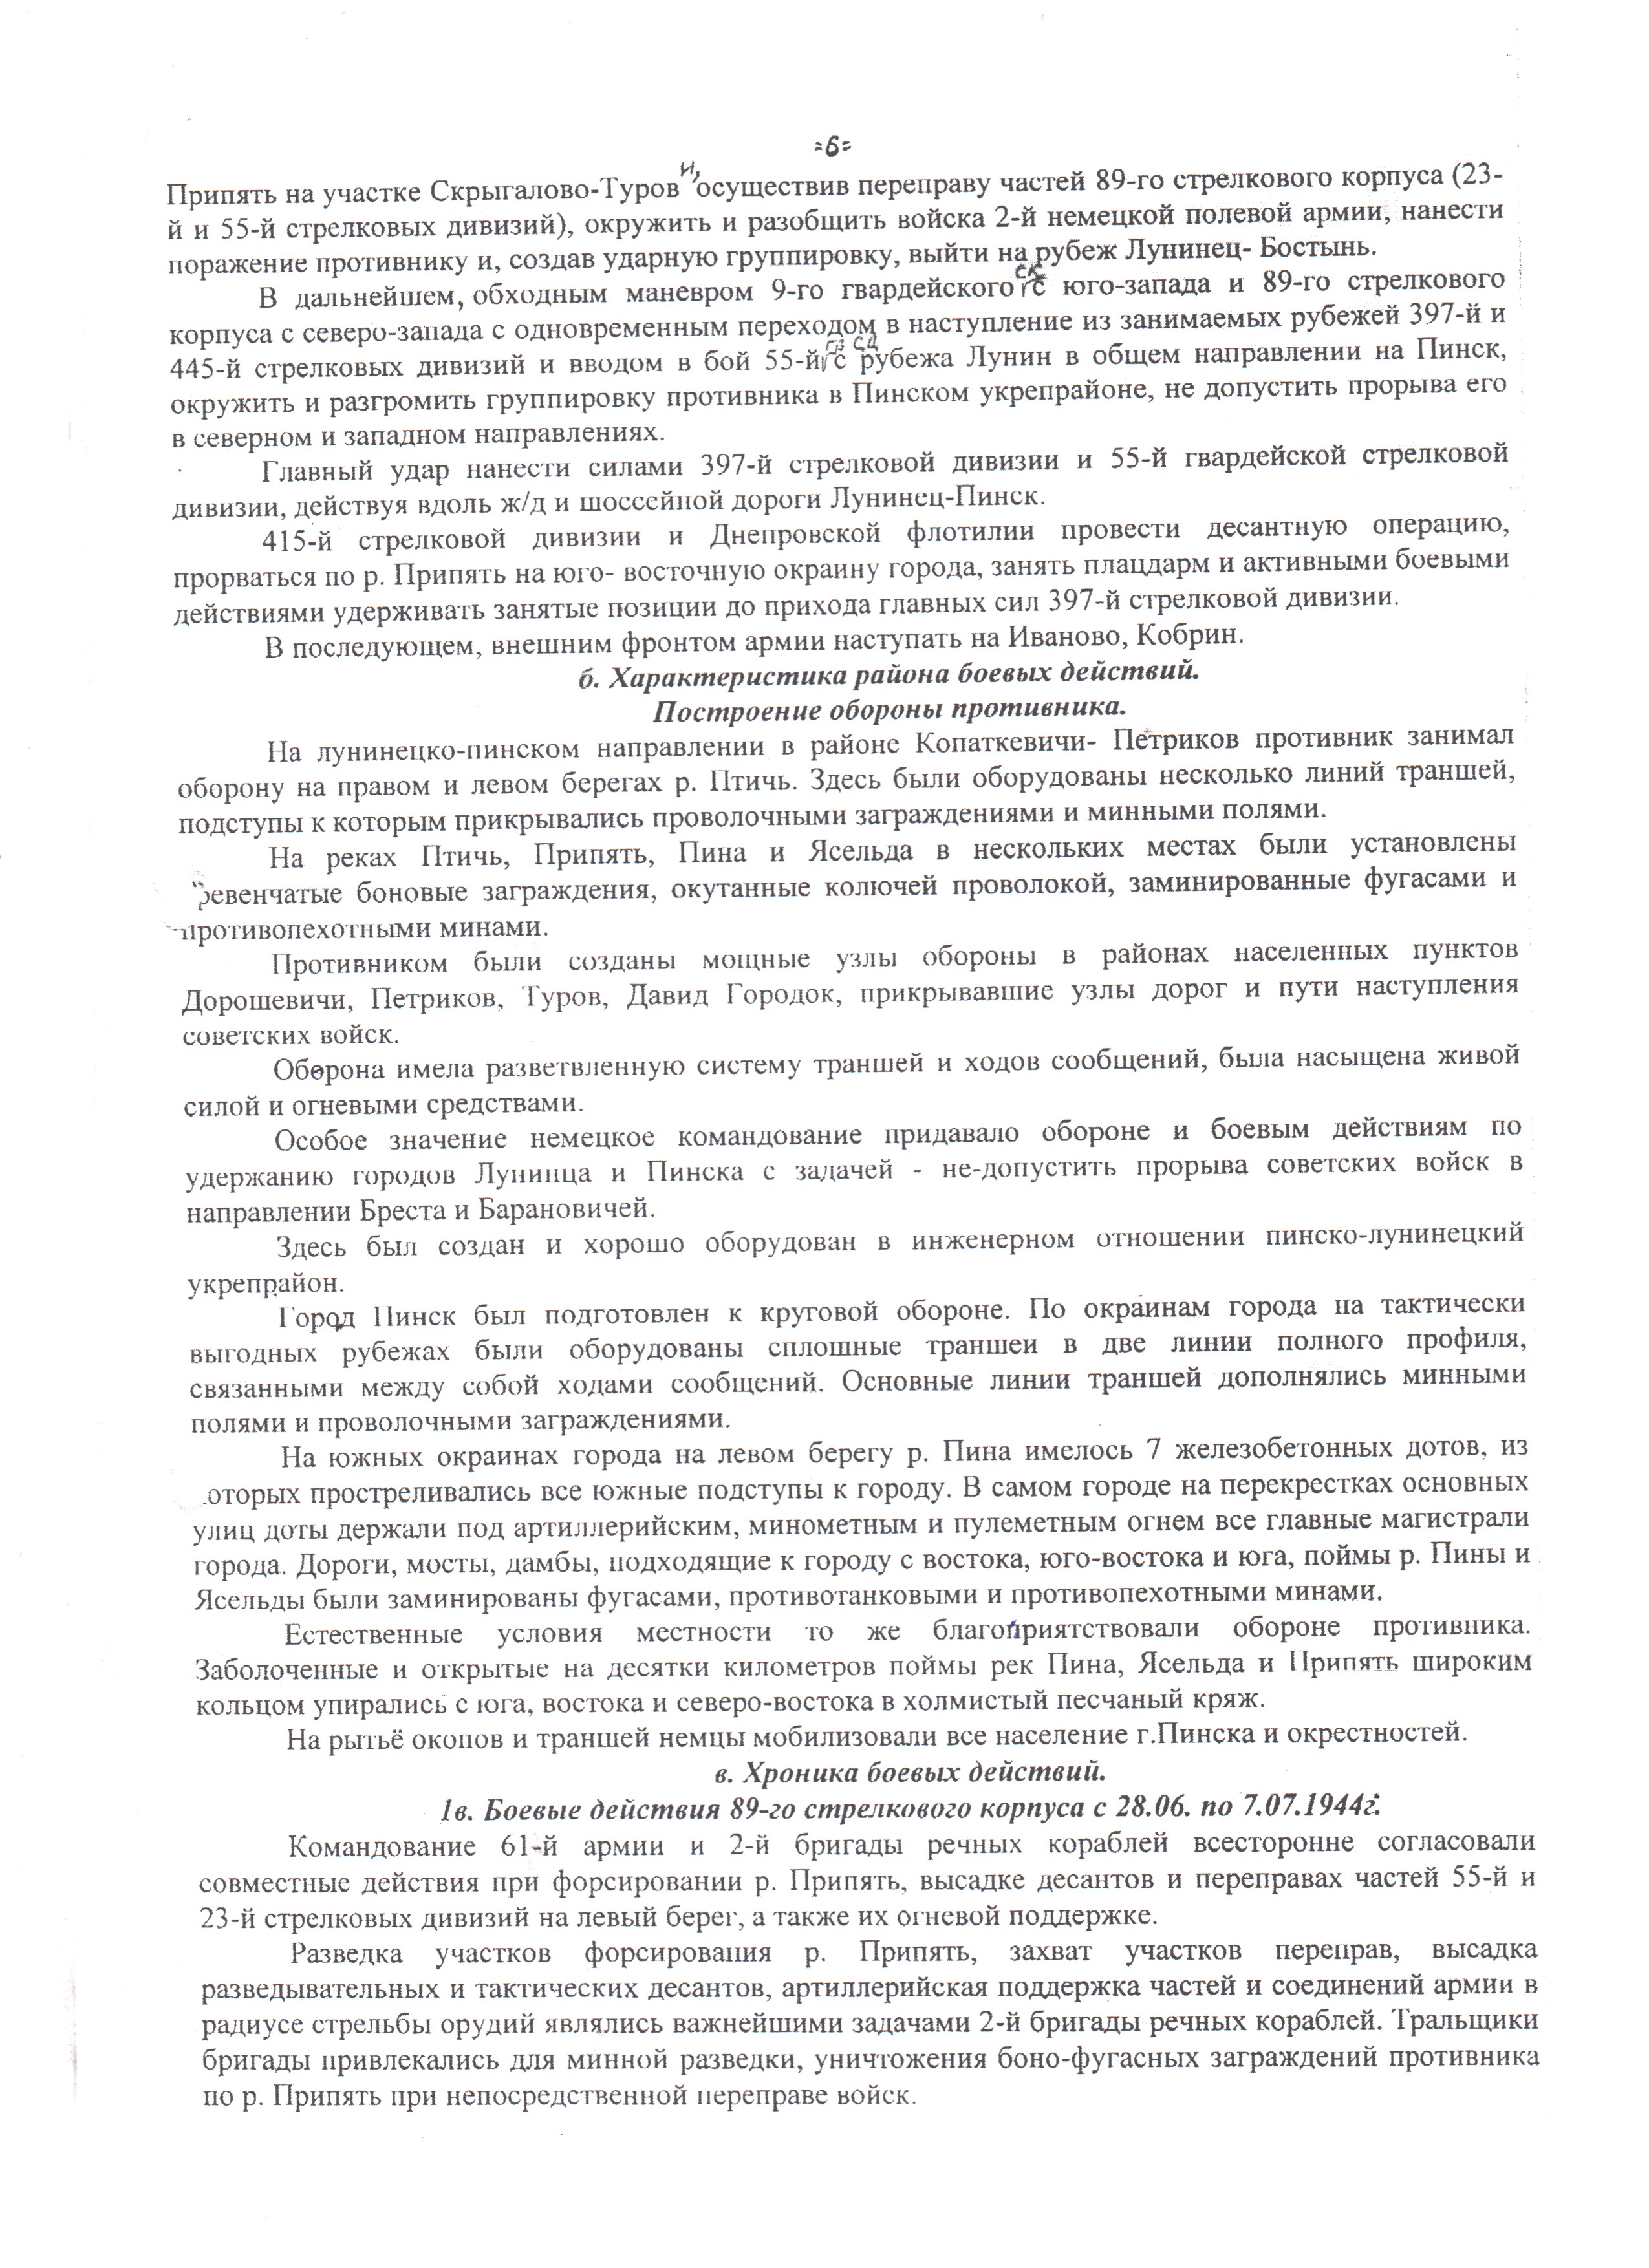 =6=
Припять на участке Скрыгалово-Туров и, осуществив переправу частей 89-го стрелкового корпуса (23-
й и 55-й стрелковых дивизий), окружить и разобщить войска 2-й немецкой полевой армии, нанести
поражение противнику и, создав ударную группировку, выйти на рубеж Лунинец- Бостынь.
В дальнейшем, обходным маневром 9-го гвардейского ск с юго-запада и 89-го стрелкового
корпуса с северо-запада с одновременным переходом в наступление из занимаемых рубежей 397-й и
445-й стрелковых дивизий и вводом в бой 55-й гв сд с рубежа Лунин в общем направлении на Пинск,
окружить и разгромить группировку противника в Пинском укрепрайоне, не допустить прорыва его
в северном и западном направлениях.
Главный удар нанести силами 397-й стрелковой дивизии и 55-й гвардейской стрелковой
дивизии, действуя вдоль ж/д и шоссейной дороги Лунинец-Пинск.
415-й стрелковой дивизии и Днепровской флотилии провести десантную операцию,
прорваться по р. Припять на юго- восточную окраину города, занять плацдарм и активными боевыми
действиями удерживать занятые позиции до прихода главных сил 397-й стрелковой дивизии.
В последующем, внешним фронтом армии наступать на Иваново, Кобрин.
б. Характеристика района боевых действий.
Построение обороны противника.
На лунинецко-пинском направлении в районе Копаткевичи- Петриков противник занимал
оборону на правом и левом берегах р. Птичь. Здесь были оборудованы несколько линий траншей,
подступы к которым прикрывались проволочными заграждениями и минными полями.
На реках Птичь, Припять, Пина и Ясельда в нескольких местах были установлены
ревенчатые боновые заграждения, окутанные колючей проволокой, заминированные фугасами и
противопехотными минами.
Противником были созданы мощные узлы обороны в районах населенных пунктов
Дорошевичи, Петриков, Туров, Давид Городок, прикрывавшие узлы дорог и пути наступления
советских войск.
Оборона имела разветвленную систему траншей и ходов сообщений, была насыщена живой
силой и огневыми средствами.
Особое значение немецкое командование придавало обороне и боевым действиям по
удержанию городов Лунинца и Пинска с задачей - не-допустить прорыва советских войск в
направлении Бреста и Барановичей.
Здесь был создан и хорошо оборудован в инженерном отношении пинско-лунинецкий
укрепрайон.
Город Пинск был подготовлен к круговой обороне. По окраинам города на тактически
выгодных рубежах были оборудованы сплошные траншеи в две линии полного профиля,
связанными между собой ходами сообщений. Основные линии траншей дополнялись минными
полями и проволочными заграждениями.
На южных окраинах города на левом берегу р. Пина имелось 7 железобетонных дотов, из
оторых простреливались все южные подступы к городу. В самом городе на перекрестках основных
улиц доты держали под артиллерийским, минометным и пулеметным огнем все главные магистрали
города. Дороги, мосты, дамбы, подходящие к городу с востока, юго-востока и юга, поймы р. Пины и
Ясельды были заминированы фугасами, противотанковыми и противопехотными минами.
Естественные условия местности то же благоприятствовали обороне противника.
Заболоченные и открытые на десятки километров поймы рек Пина, Ясельда и Припять широким
кольцом упирались с юга, востока и северо-востока в холмистый песчаный кряж.
На рытьё окопов и траншей немцы мобилизовали все население г.Пинска и окрестностей.
в. Хроника боевых действий.
1в. Боевые действия 89-го стрелкового корпуса с 28.06. по 7.07.1944г.
Командование 61-й армии и 2-й бригады речных кораблей всесторонне согласовали
совместные действия при форсировании р. Припять, высадке десантов и переправах частей 55-й и
23-й стрелковых дивизий на левый берег, а также их огневой поддержке.
Разведка участков форсирования р. Припять, захват участков переправ, высадка
разведывательных и тактических десантов, артиллерийская поддержка частей и соединений армии в
радиусе стрельбы орудий являлись важнейшими задачами 2-й бригады речных кораблей. Тральщики
бригады привлекались для минной разведки, уничтожения боно-фугасных заграждений противника
по р. Припять при непосредственной переправе войск.